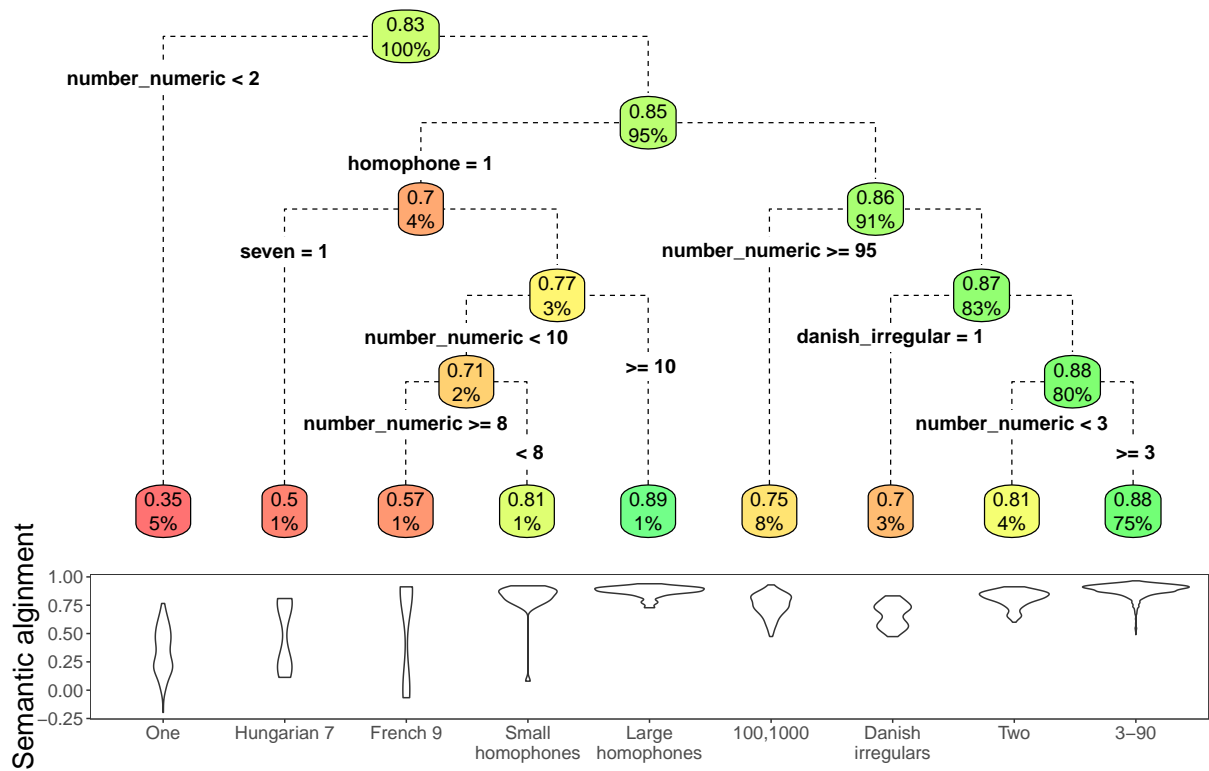 0.83
100%
number_numeric < 2
0.85
95%
homophone = 1
0.7
4%
0.86
91%
seven = 1
number_numeric >= 95
0.77
3%
0.87
83%
number_numeric < 10
>= 10
danish_irregular = 1
0.71
2%
0.88
80%
number_numeric >= 8
< 8
number_numeric < 3
>= 3
0.35
5%
0.5
1%
0.57
1%
0.81
1%
0.89
1%
0.75
8%
0.7
3%
0.81
4%
0.88
75%
Semantic alginment
1.00
0.75
0.50
0.25
0.00
−0.25
One
Hungarian 7
French 9
Small
homophones
Large
homophones
100,1000
Danish
irregulars
Two
3−90